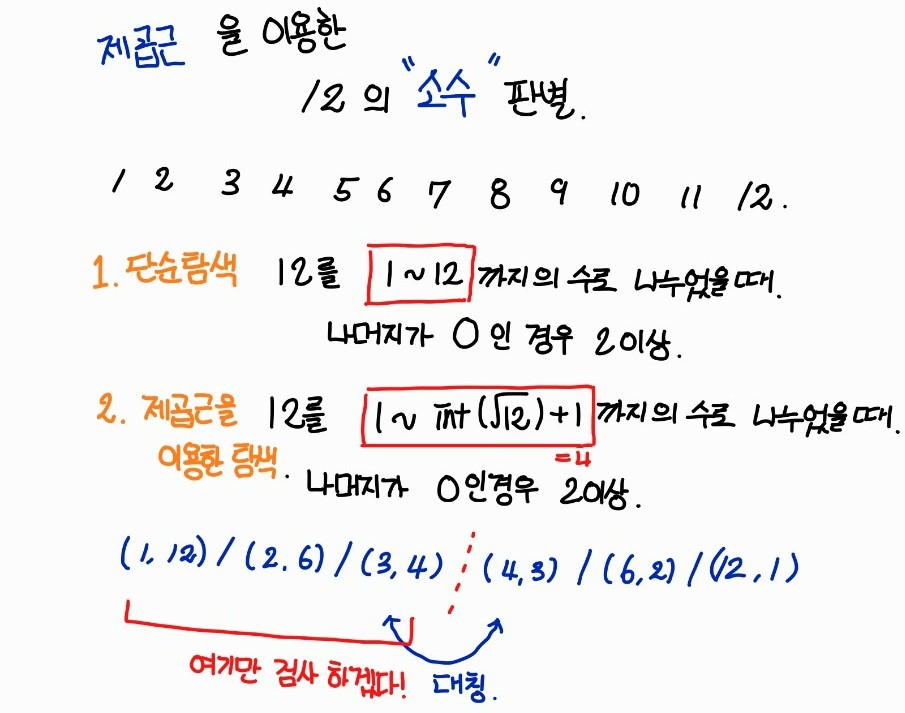 제곱근 을 이용한
12의 "소수" 판별.
1 2 3 4 5 6 7 8 9 10 11 12.
1. 단순탐색 12를 1 ~ 12 까지의 수로 나누었을때.
나머지가 0인 경우 2이상.
2. 제곱근을 12를 1 ~ int(√12)+1 까지의 수로 나누었을때.
=4
이용한 탐색. 나머지가 0인경우 2이상.
(1,12) / (2.6) / (3,4) (4,3) / (6,2) / (12,1)
여기만 검사 하겠다! 대칭.